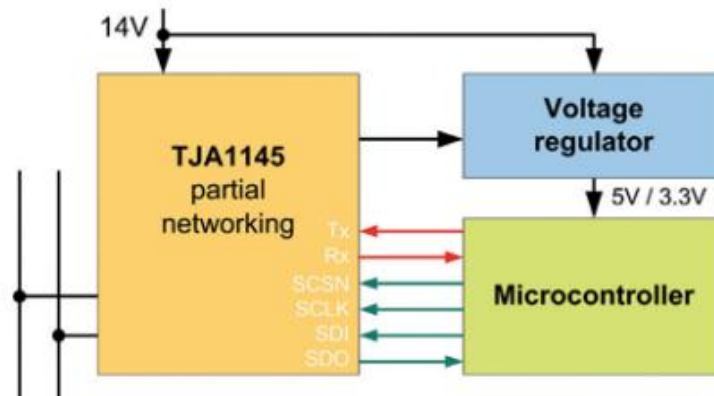 14V
TJA1145
partial
networking
Voltage
regulator
5V / 3.3V
Tx
Rx
SCSN
SCLK
SDI
SDO
Microcontroller